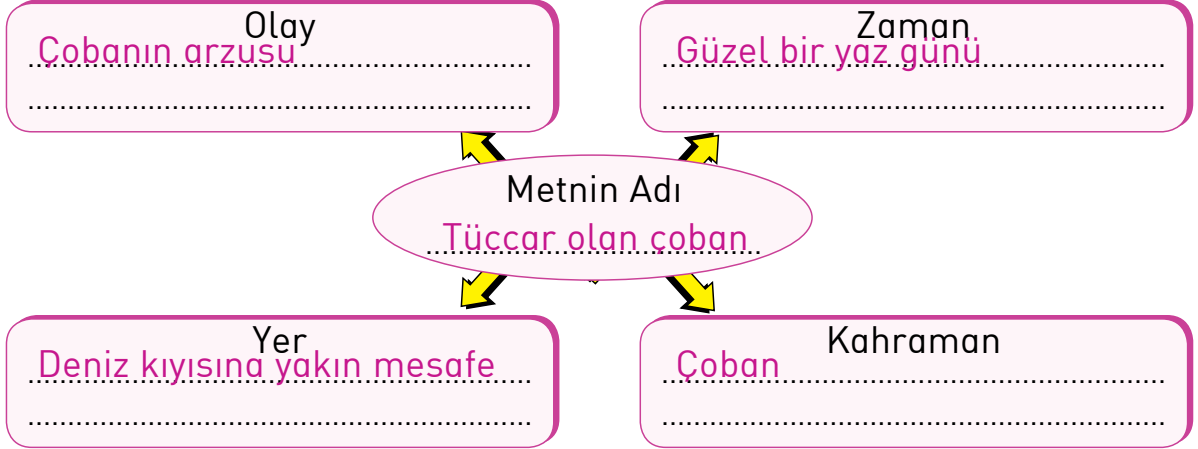 Olay
Çobanın arzusu
Zaman
Güzel bir yaz günü
Metnin Adı
Tüccar olan çoban
Yer
Deniz kıyısına yakın mesafe
Kahraman
Çoban